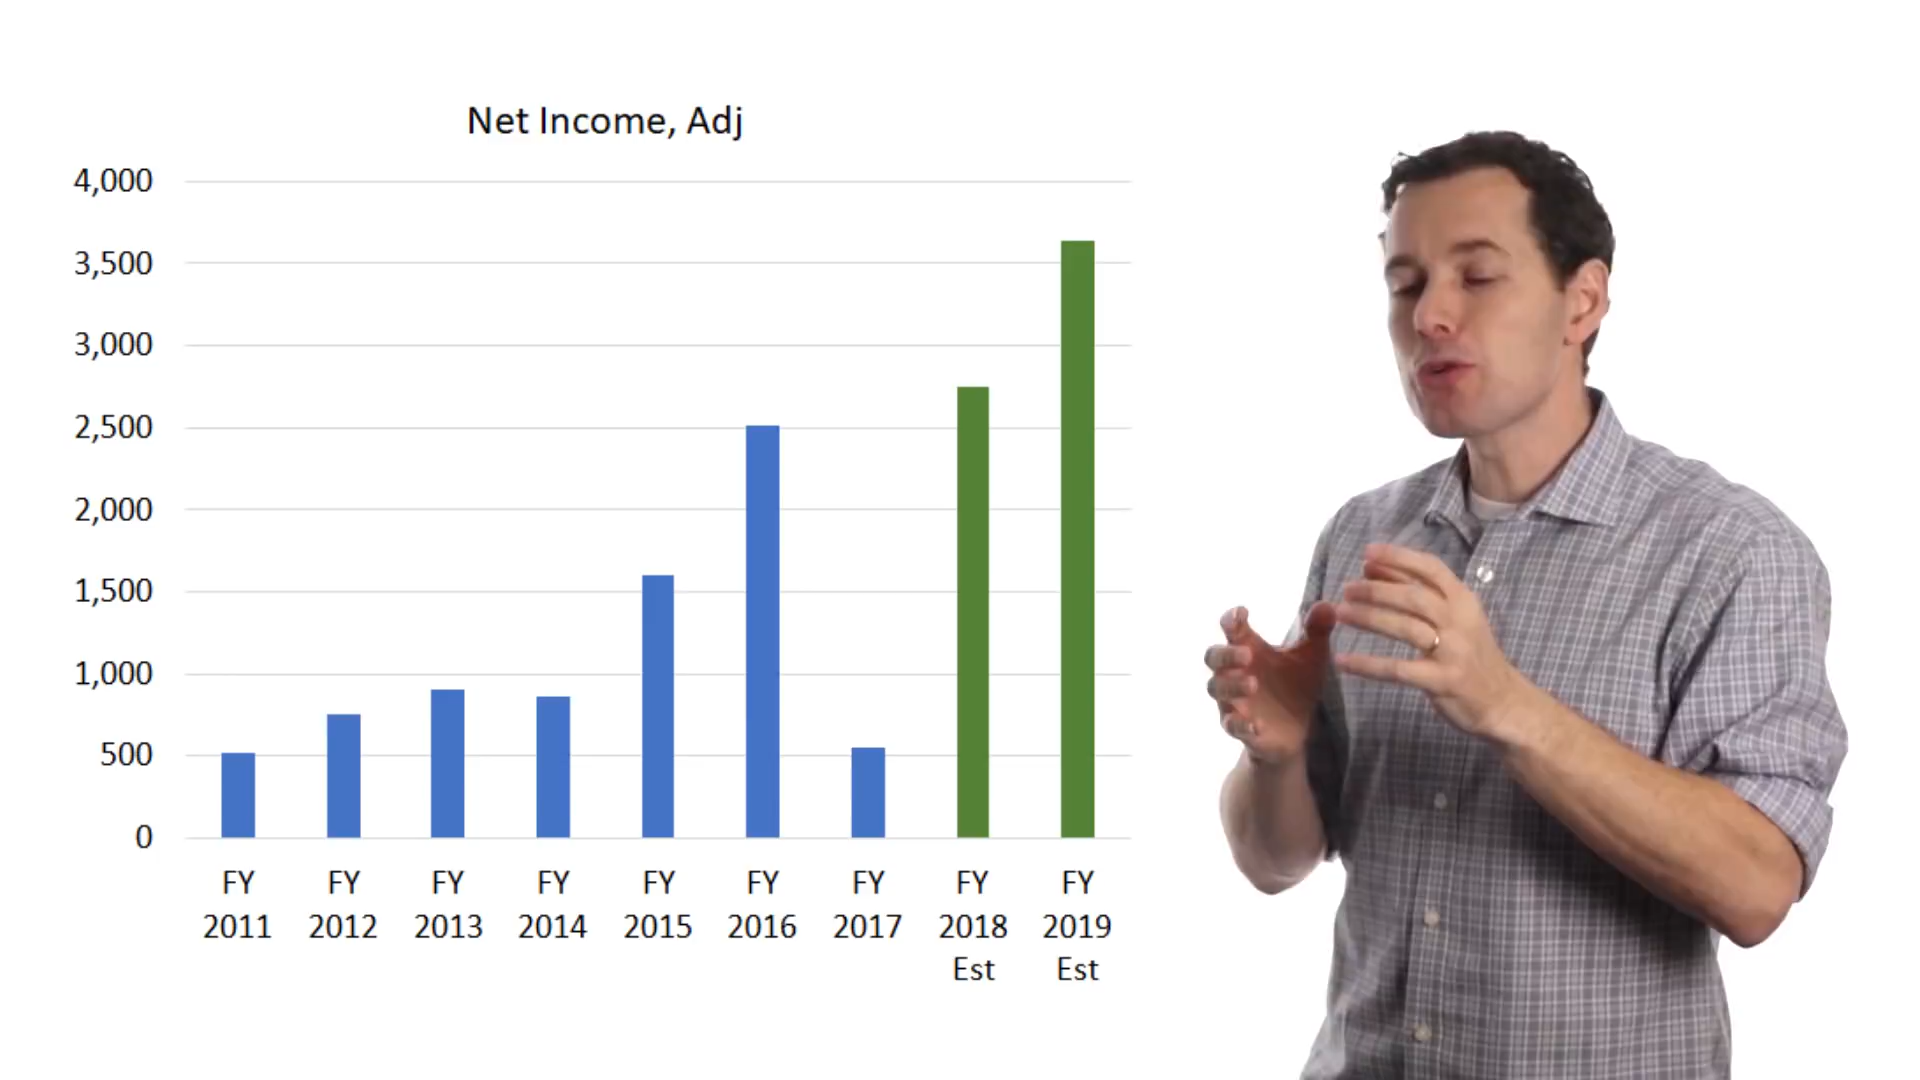 Net Income, Adj
4,000
3,500
3,000
2,500
2,000
1,500
1,000
500
0
FY 2011
FY 2012
FY 2013
FY 2014
FY 2015
FY 2016
FY 2017
FY 2018 Est
FY 2019 Est